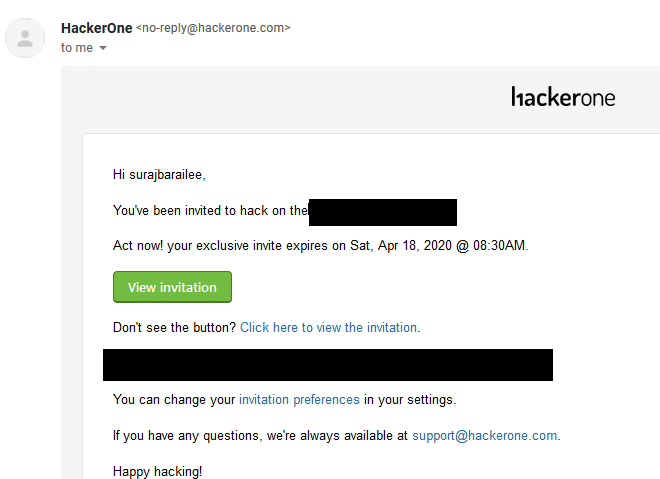 HackerOne <no-reply@hackerone.com>
to me
hackerone
Hi surajbarailee,
You've been invited to hack on the
Act now! your exclusive invite expires on Sat, Apr 18, 2020 @ 08:30AM.
View invitation
Don't see the button? Click here to view the invitation.
You can change your invitation preferences in your settings.
If you have any questions, we're always available at support@hackerone.com.
Happy hacking!